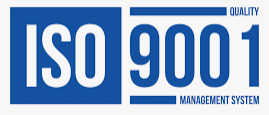 ISO
QUALITY
9001
MANAGEMENT SYSTEM